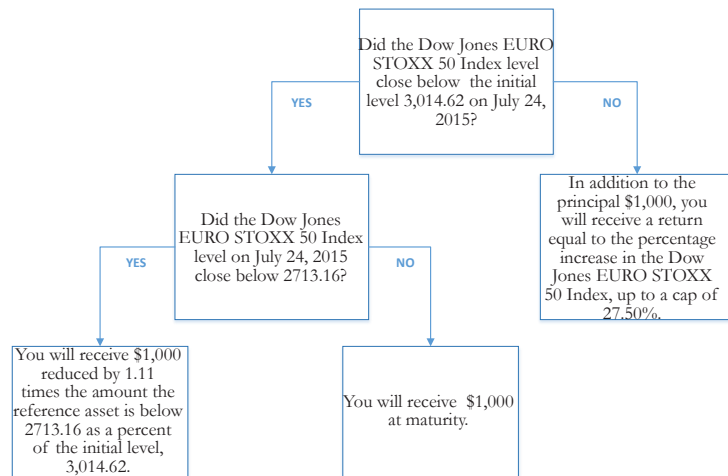 Did the Dow Jones EURO
STOXX 50 Index level
close below the initial
level 3,014.62 on July 24,
2015?
YES
NO
Did the Dow Jones
EURO STOXX 50 Index
level on July 24, 2015
close below 2713.16?
In addition to the
principal $1,000, you
will receive a return
equal to the percentage
increase in the Dow
Jones EURO STOXX
50 Index, up to a cap of
27.50%.
YES
NO
You will receive $1,000
reduced by 1.11
times the amount the
reference asset is below
2713.16 as a percent
of the initial level,
3,014.62.
You will receive $1,000
at maturity.